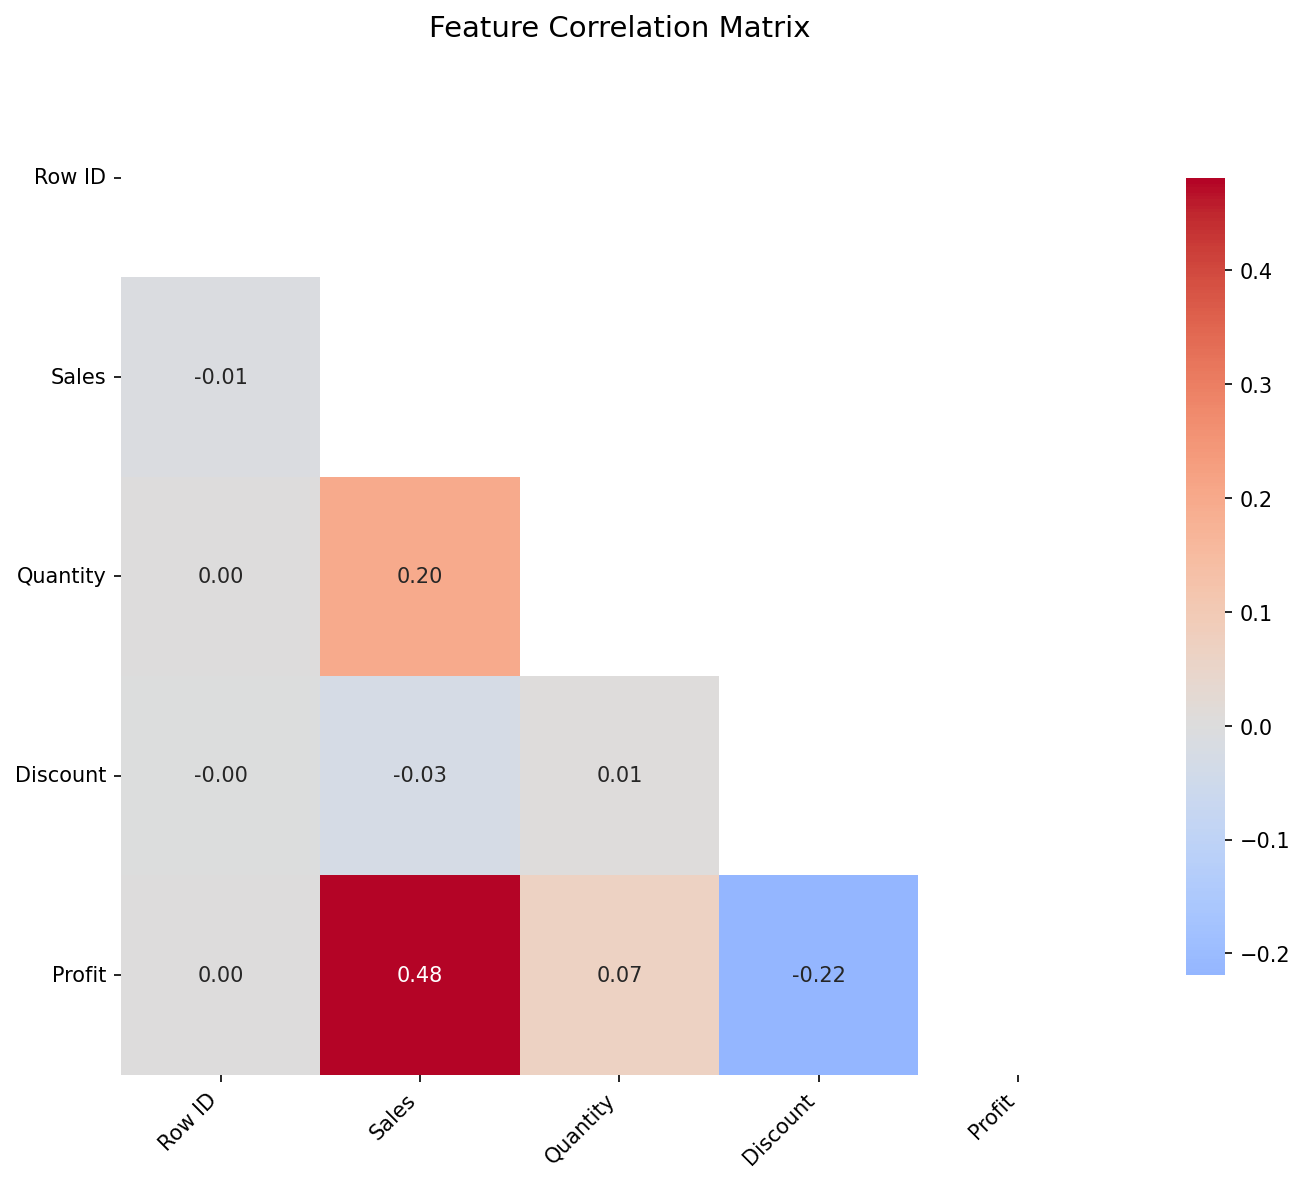 Feature Correlation Matrix
Row ID
Sales
-0.01
Quantity
0.00
0.20
Discount
-0.00
-0.03
0.01
Profit
0.00
0.48
0.07
-0.22
Row ID
Sales
Quantity
Discount
Profit
0.4
0.3
0.2
0.1
0.0
−0.1
−0.2